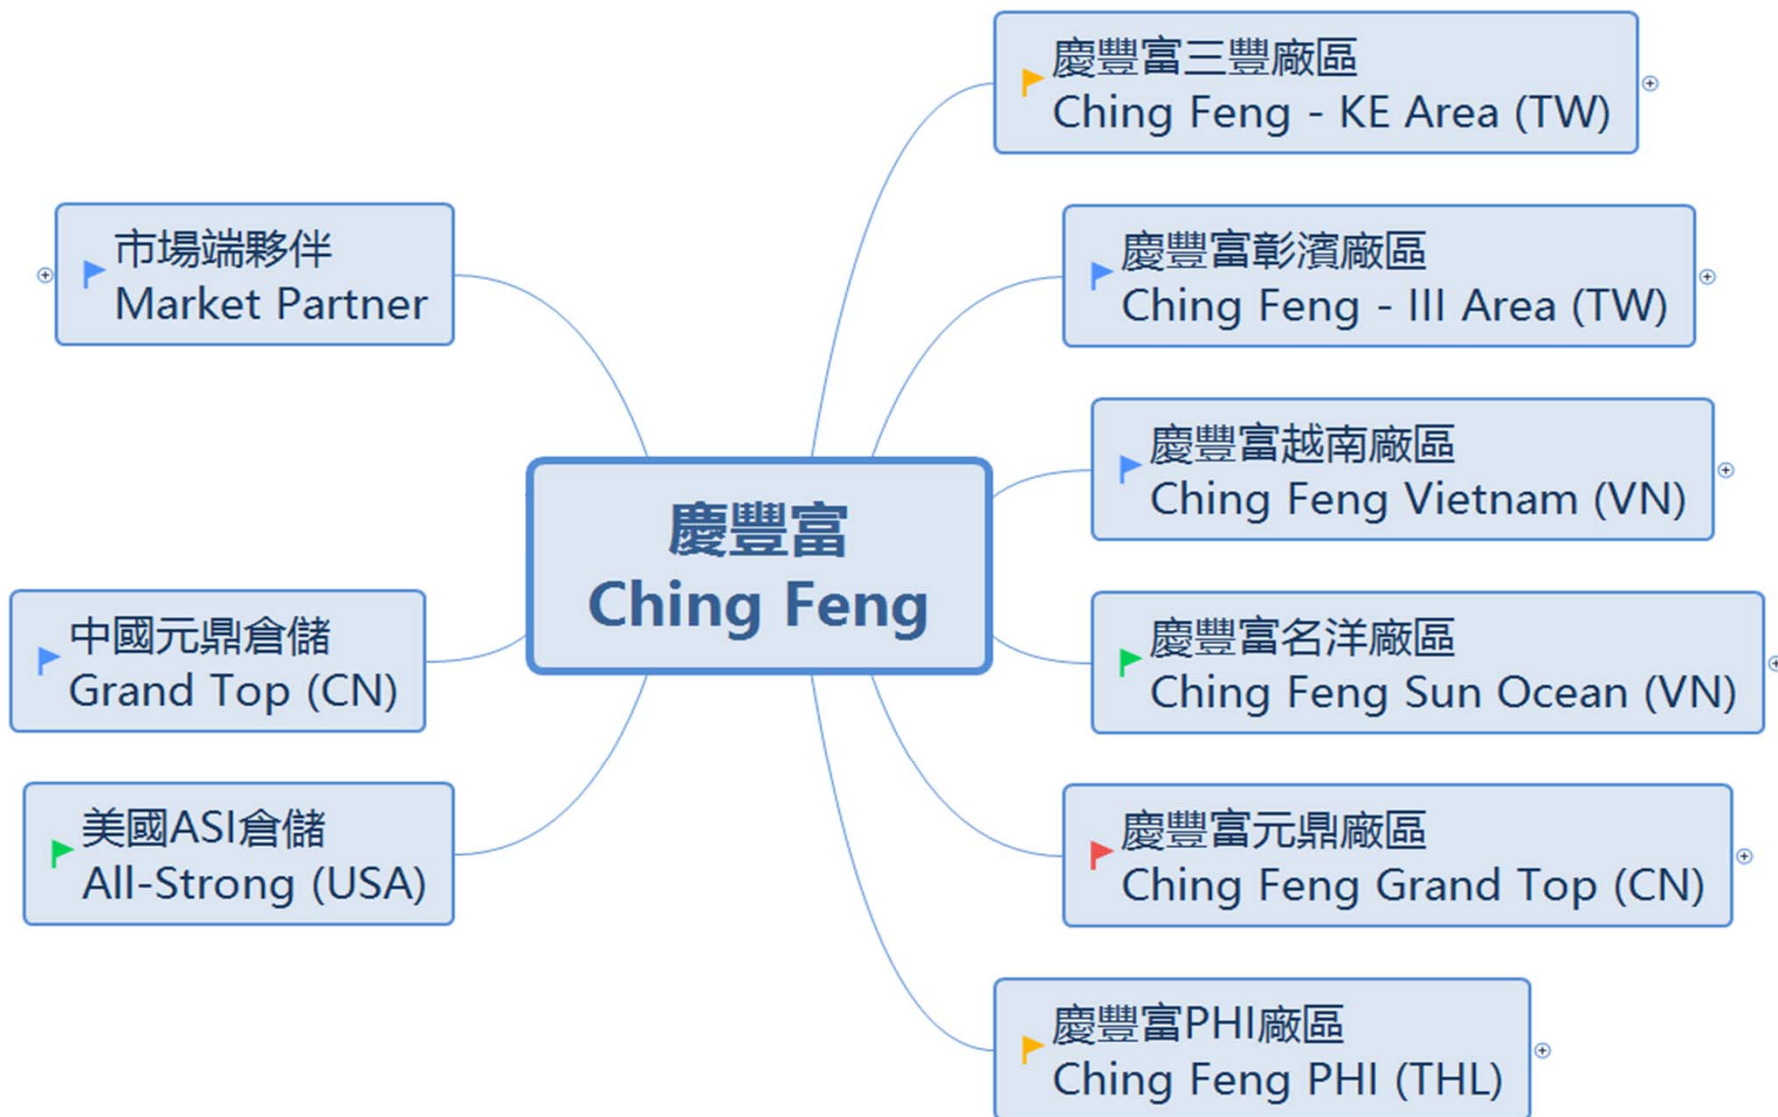 慶豐富
Ching Feng
慶豐富三豐廠區
Ching Feng - KE Area (TW)
慶豐富彰濱廠區
Ching Feng - III Area (TW)
慶豐富越南廠區
Ching Feng Vietnam (VN)
慶豐富名洋廠區
Ching Feng Sun Ocean (VN)
慶豐富元鼎廠區
Ching Feng Grand Top (CN)
慶豐富PHI廠區
Ching Feng PHI (THL)
市場端夥伴
Market Partner
中國元鼎倉儲
Grand Top (CN)
美國ASI倉儲
All-Strong (USA)